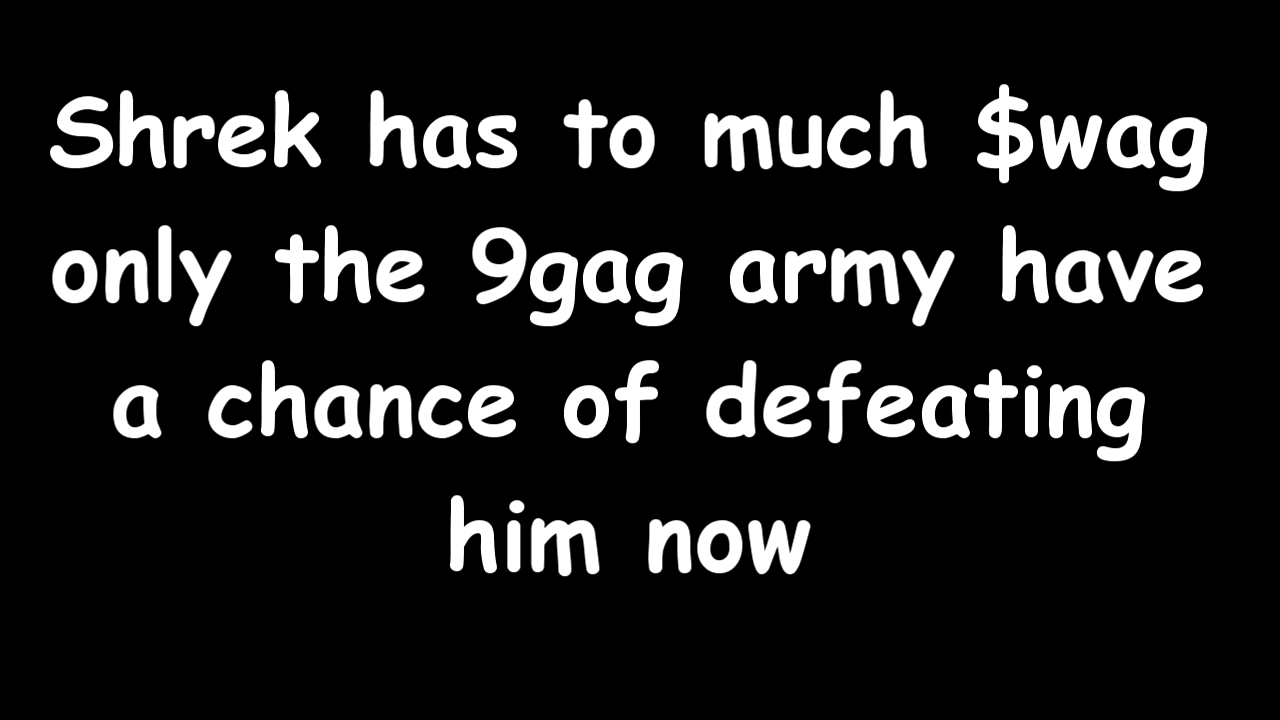 Shrek has to much $wag
only the 9gag army have
a chance of defeating
him now